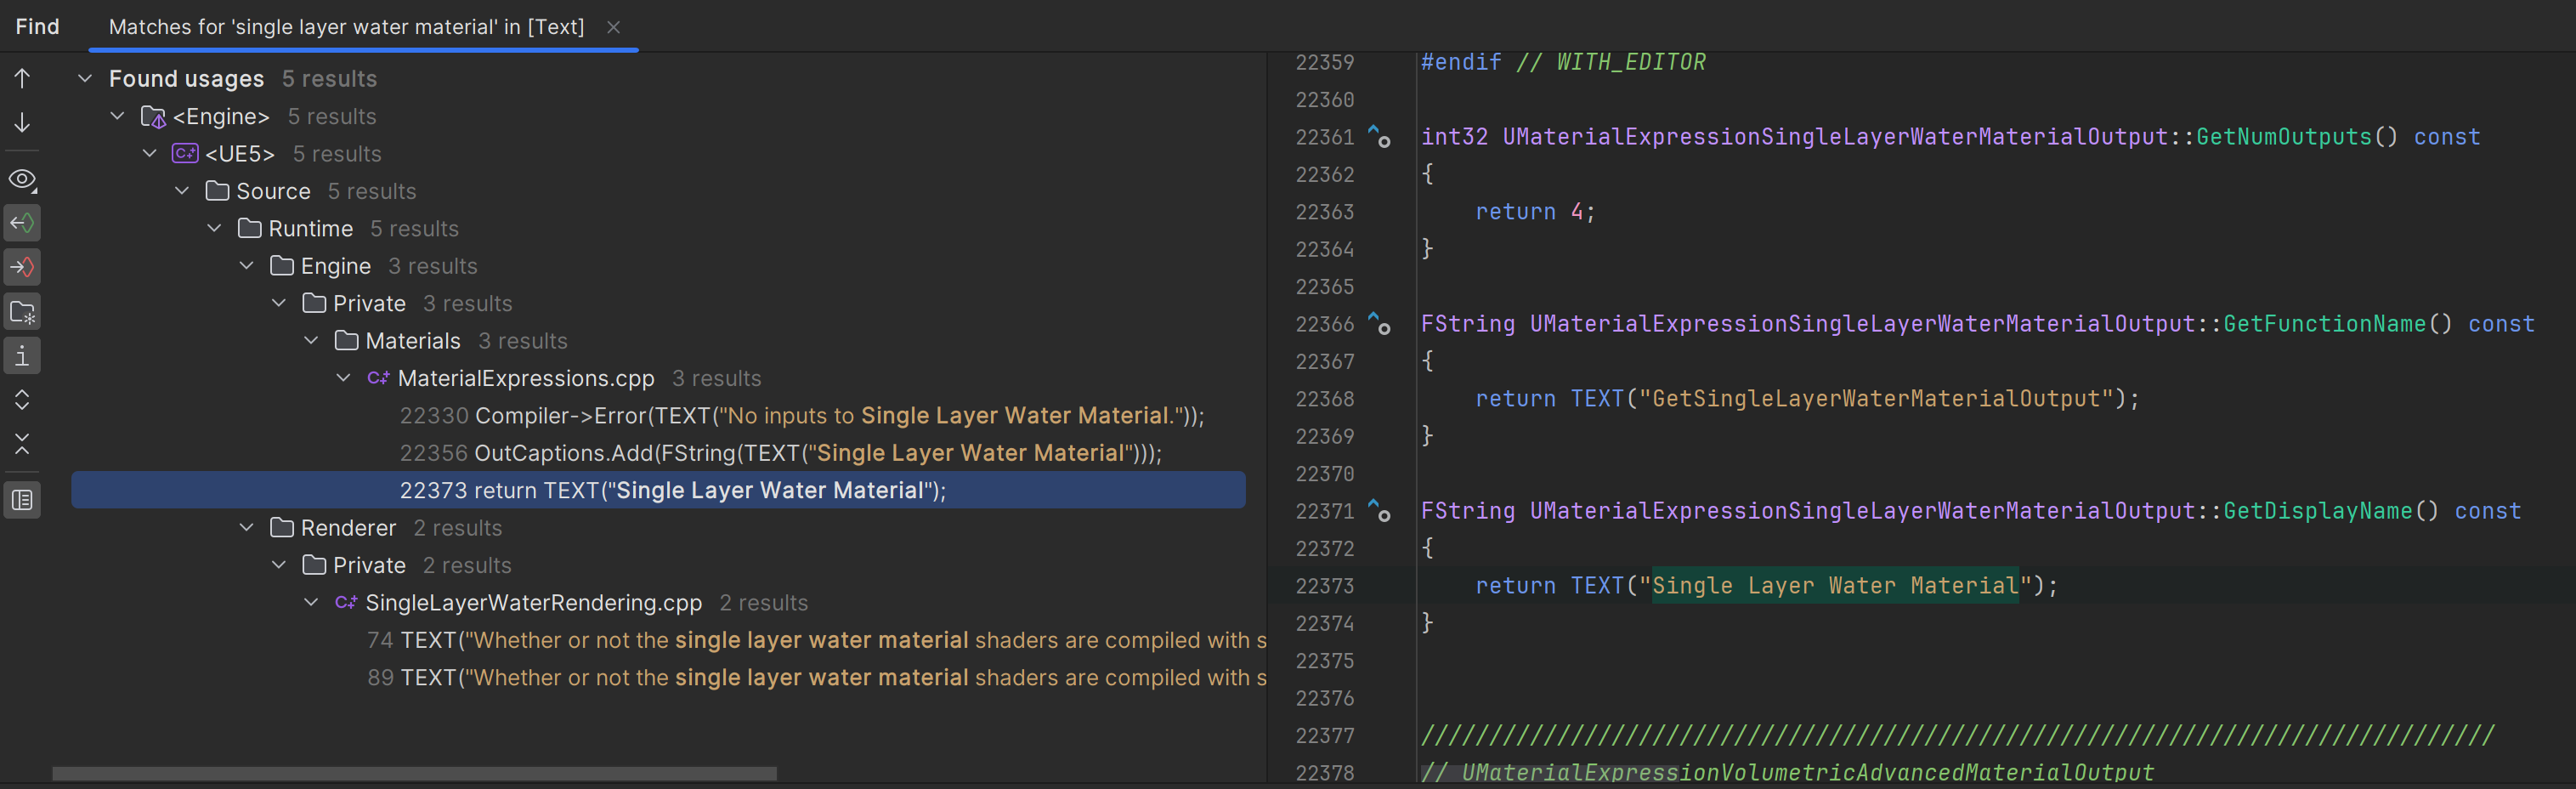 Find
Matches for 'single layer water material' in [Text]
Found usages 5 results
<Engine> 5 results
<UE5> 5 results
Source 5 results
Runtime 5 results
Engine 3 results
Private 3 results
Materials 3 results
MaterialExpressions.cpp 3 results
22330 Compiler->Error(TEXT("No inputs to Single Layer Water Material."));
22356 OutCaptions.Add(FString(TEXT("Single Layer Water Material")));
22373 return TEXT("Single Layer Water Material");
Renderer 2 results
Private 2 results
SingleLayerWaterRendering.cpp 2 results
74 TEXT("Whether or not the single layer water material shaders are compiled with s
89 TEXT("Whether or not the single layer water material shaders are compiled with s
22359 #endif // WITH_EDITOR
22360
22361 int32 UMaterialExpressionSingleLayerWaterMaterialOutput::GetNumOutputs() const
22362 {
22363 return 4;
22364 }
22365
22366 FString UMaterialExpressionSingleLayerWaterMaterialOutput::GetFunctionName() const
22367 {
22368 return TEXT("GetSingleLayerWaterMaterialOutput");
22369 }
22370
22371 FString UMaterialExpressionSingleLayerWaterMaterialOutput::GetDisplayName() const
22372 {
22373 return TEXT("Single Layer Water Material");
22374 }
22375
22376
22377 ///////////////////////////////////////////////////////////////////////////////
22378 // UMaterialExpressionVolumetricAdvancedMaterialOutput